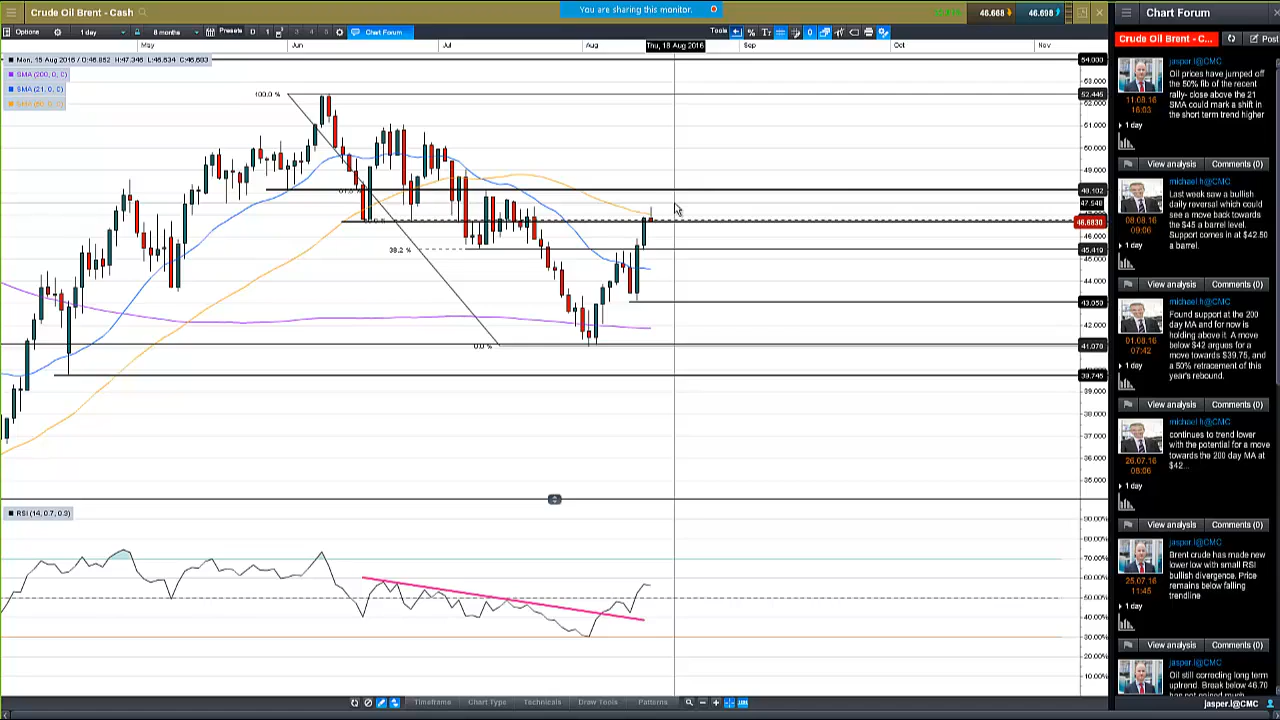 You are sharing this monitor.
Crude Oil Brent - Cash
46.668 46.698
Chart Forum
Options 1 day 8 months Presets D 1 3 4 5 Chart Forum Tools
May Jun Jul Aug Thu, 18 Aug 2016 Sep Oct Nov
Mon, 15 Aug 2016 / O:46.852 H:47.346 L:46.634 C:46.683
SMA (200, 0, 0)
SMA (21, 0, 0)
100.0 %
38.2 %
0.0 %
54.000
53.000
52.445
52.000
51.000
50.000
49.000
48.102
47.548
46.6830
46.000
45.419
45.000
44.000
43.059
42.000
41.070
39.745
39.000
38.000
37.000
36.000
35.000
RSI (14, 0.7, 0.3)
90.00%
80.00%
70.00%
60.00%
50.00%
40.00%
30.00%
20.00%
10.00%
Timeframe Chart Type Technicals Draw Tools Patterns
Crude Oil Brent - C... Post
jasper.l@CMC
11.08.16
16:03
Oil prices have jumped off
the 50% fib of the recent
rally- close above the 21
SMA could mark a shift in
the short term trend higher
1 day
View analysis Comments (0)
michael.h@CMC
08.08.16
09:06
Last week saw a bullish
daily reversal which could
see a move back towards
the $45 a barrel level.
Support comes in at $42.50
a barrel.
1 day
View analysis Comments (0)
michael.h@CMC
01.08.16
07:42
Found support at the 200
day MA and for now is
holding above it. A move
below $42 argues for a
move towards $39.75, and
a 50% retracement of this
year's rebound.
1 day
View analysis Comments (0)
michael.h@CMC
26.07.16
08:06
continues to trend lower
with the potential for a move
towards the 200 day MA at
$42...
1 day
View analysis Comments (0)
jasper.l@CMC
25.07.16
11:45
Brent crude has made new
lower low with small RSI
bullish divergence. Price
remains below falling
trendline
1 day
View analysis Comments (0)
jasper.l@CMC
Oil still correcting long term
uptrend. Break below 46.70
jasper.l@CMC